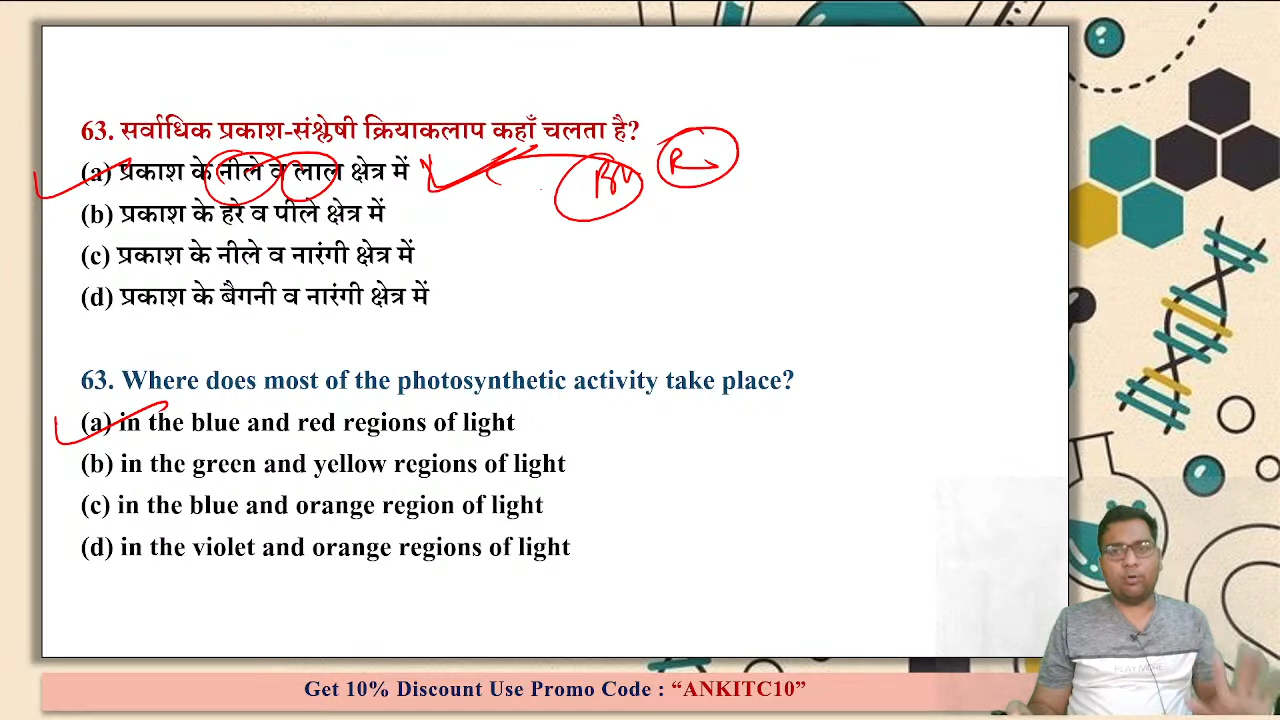 63. सर्वाधिक प्रकाश-संश्लेषी क्रियाकलाप कहाँ चलता है?
(a) प्रकाश के नीले व लाल क्षेत्र में
(b) प्रकाश के हरे व पीले क्षेत्र में
(c) प्रकाश के नीले व नारंगी क्षेत्र में
(d) प्रकाश के बैगनी व नारंगी क्षेत्र में
63. Where does most of the photosynthetic activity take place?
(a) in the blue and red regions of light
(b) in the green and yellow regions of light
(c) in the blue and orange region of light
(d) in the violet and orange regions of light
PLAY MORE
Get 10% Discount Use Promo Code : “ANKITC10”